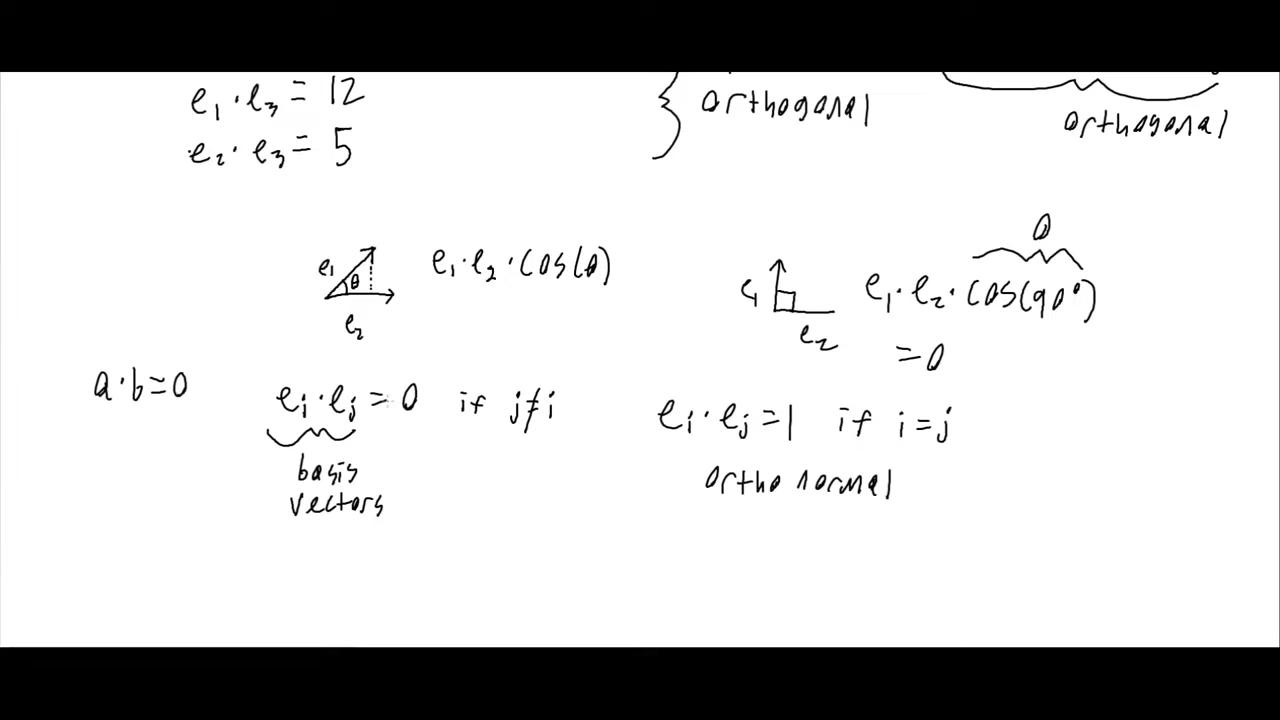 e₁ · e₃ = 12
e₂ · e₃ = 5
orthogonal
orthogonal
e₁
θ
e₂
e₁ · e₂ · cos(θ)
0
e₁
e₂
e₁ · e₂ · cos(90°)
= 0
a · b = 0
eᵢ · eⱼ = 0 if j ≠ i
basis
vectors
eᵢ · eⱼ = 1 if i = j
orthonormal